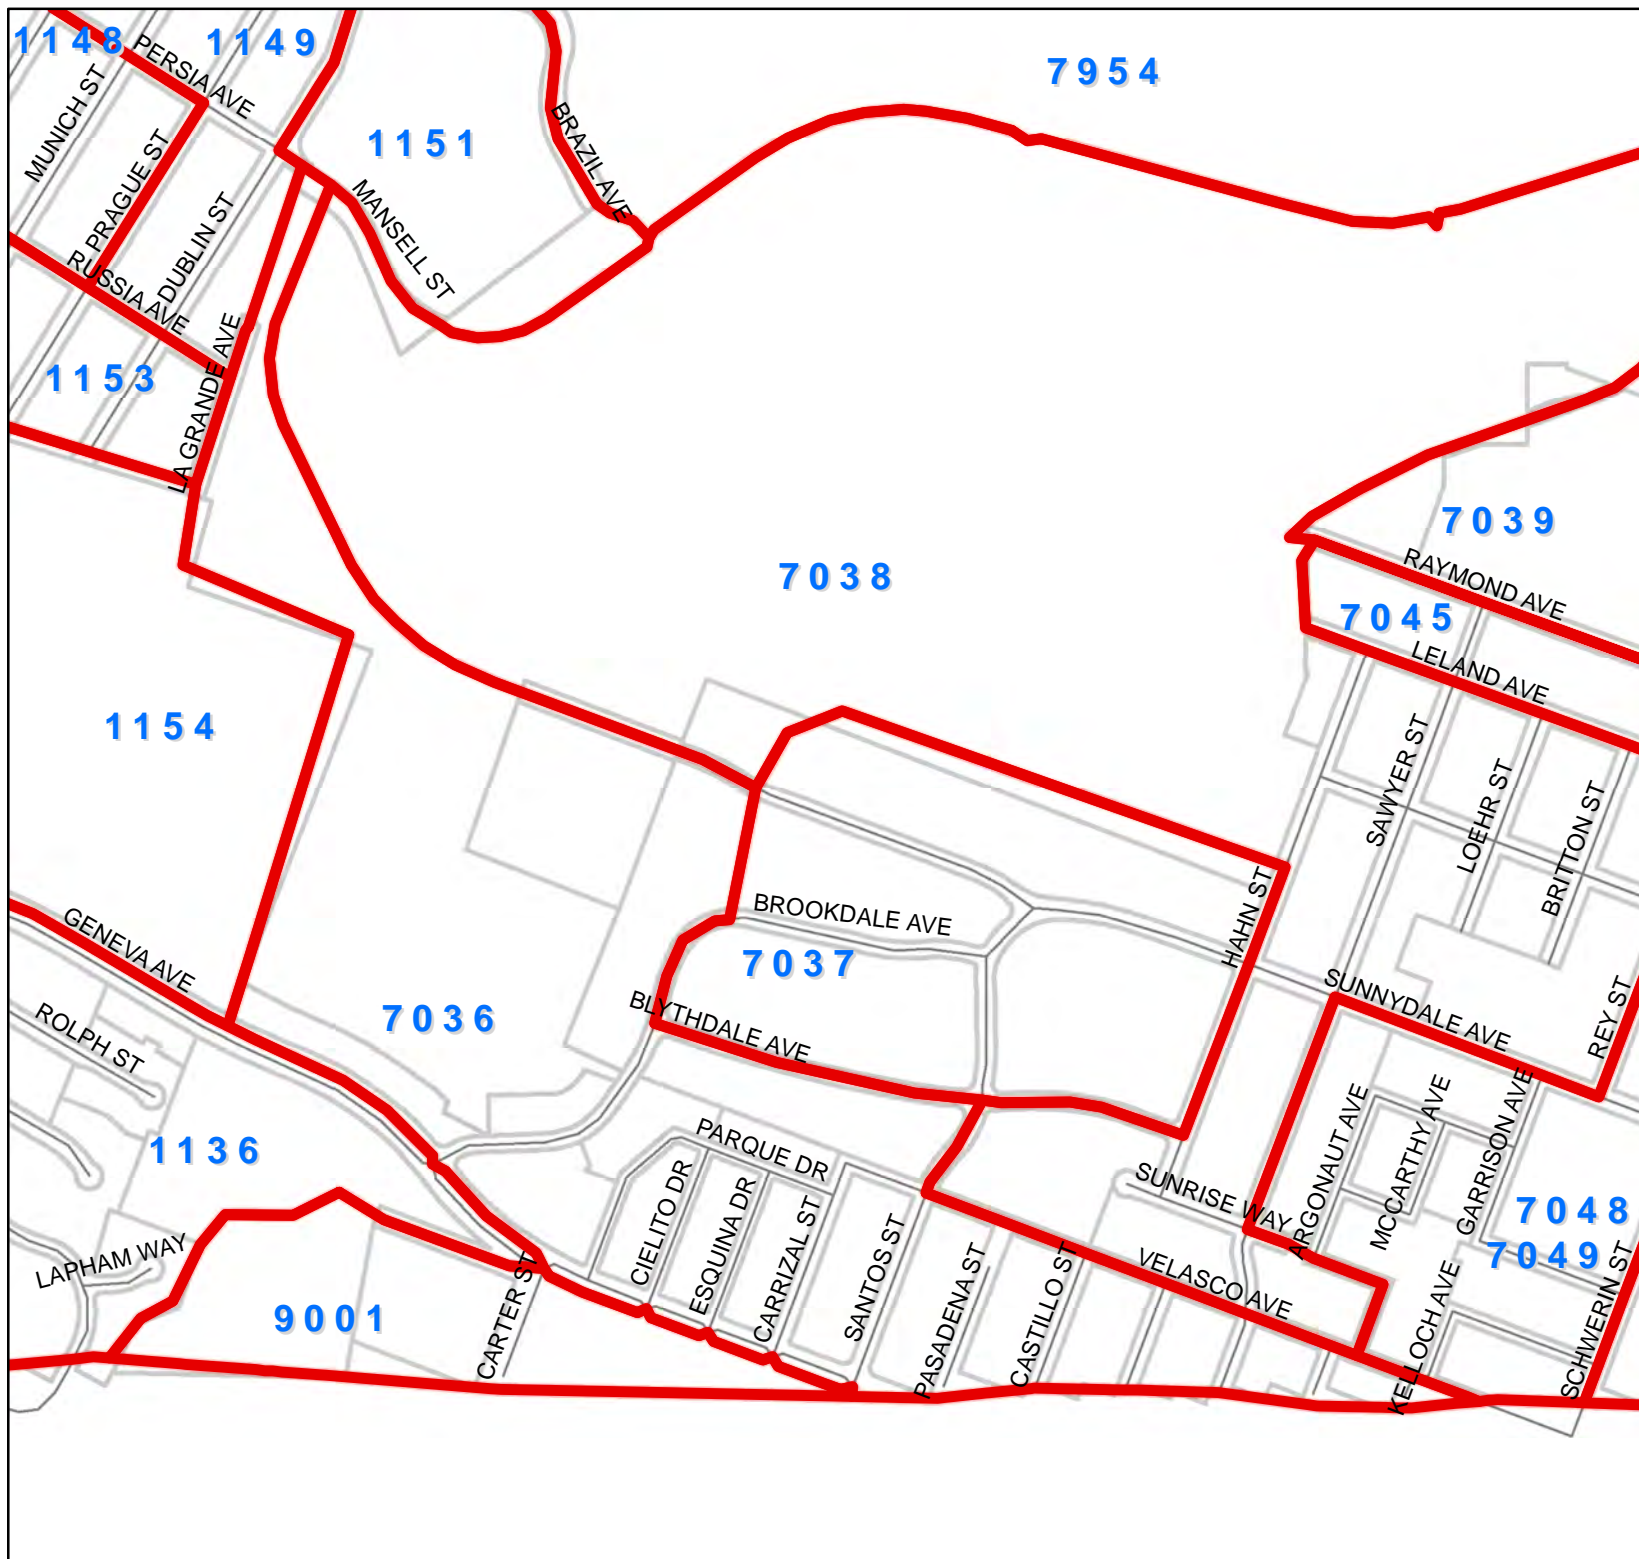 1148
1149
7954
PERSIA AVE
MUNICH ST
1151
BRAZIL AVE
PRAGUE ST
MANSELL ST
DUBLIN ST
RUSSIA AVE
1153
LA GRANDE AVE
7039
RAYMOND AVE
7038
7045
LELAND AVE
1154
SAWYER ST
LOEHR ST
BRITTON ST
BROOKDALE AVE
HAHN ST
GENEVA AVE
7037
SUNNYDALE AVE
REY ST
7036
BLYTHDALE AVE
ROLPH ST
1136
PARQUE DR
ARGONAUT AVE
MCCARTHY AVE
GARRISON AVE
SUNRISE WAY
7048
7049
LAPHAM WAY
CIELITO DR
ESQUINA DR
CARRIZAL ST
SANTOS ST
PASADENA ST
CASTILLO ST
VELASCO AVE
9001
CARTER ST
KELLOCH AVE
SCHWERIN ST